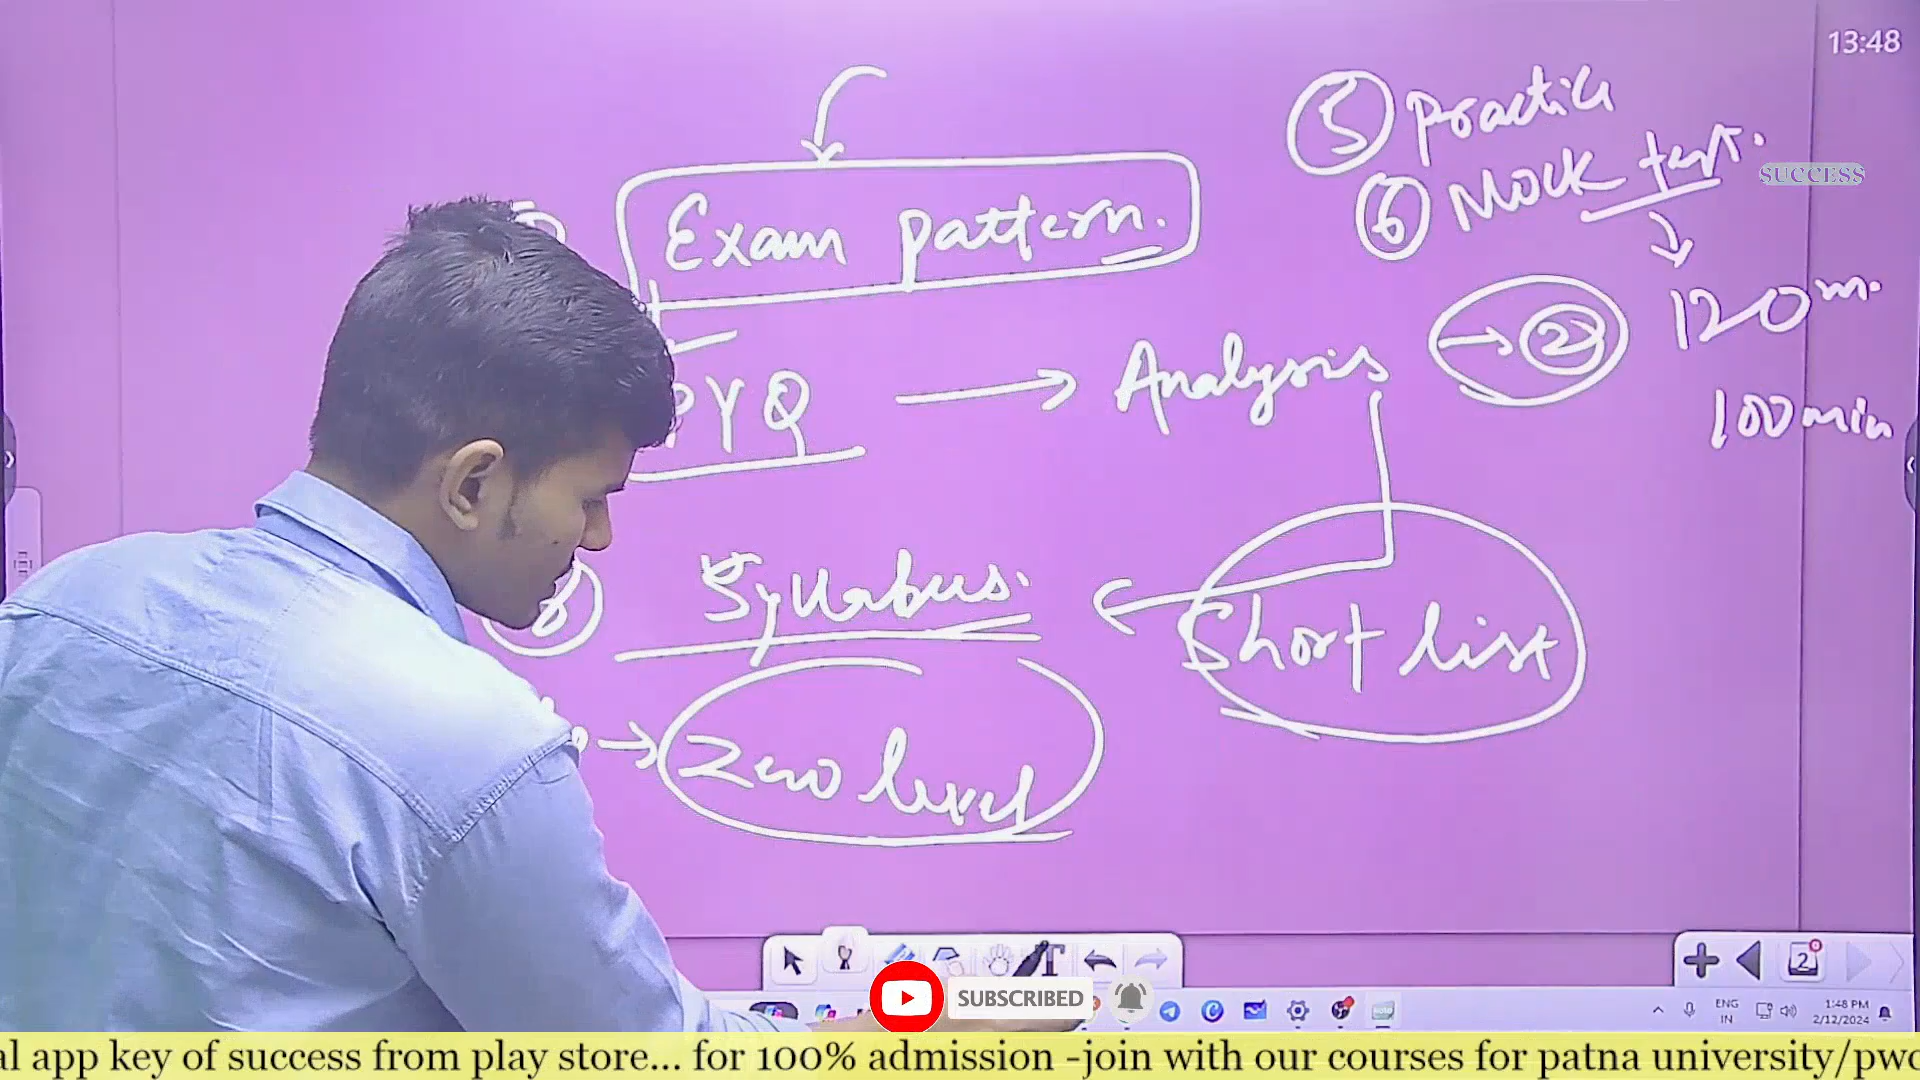 13:48
⑤ Practice
⑥ Mock test.
SUCCESS
Exam pattern.
→ ②
120 m.
100 min
PYQ → Analysis
Syllabus.
Short list
→ Zero level
SUBSCRIBED
2
ENG
IN
1:48 PM
2/12/2024
al app key of success from play store... for 100% admission -join with our courses for patna university/pwc